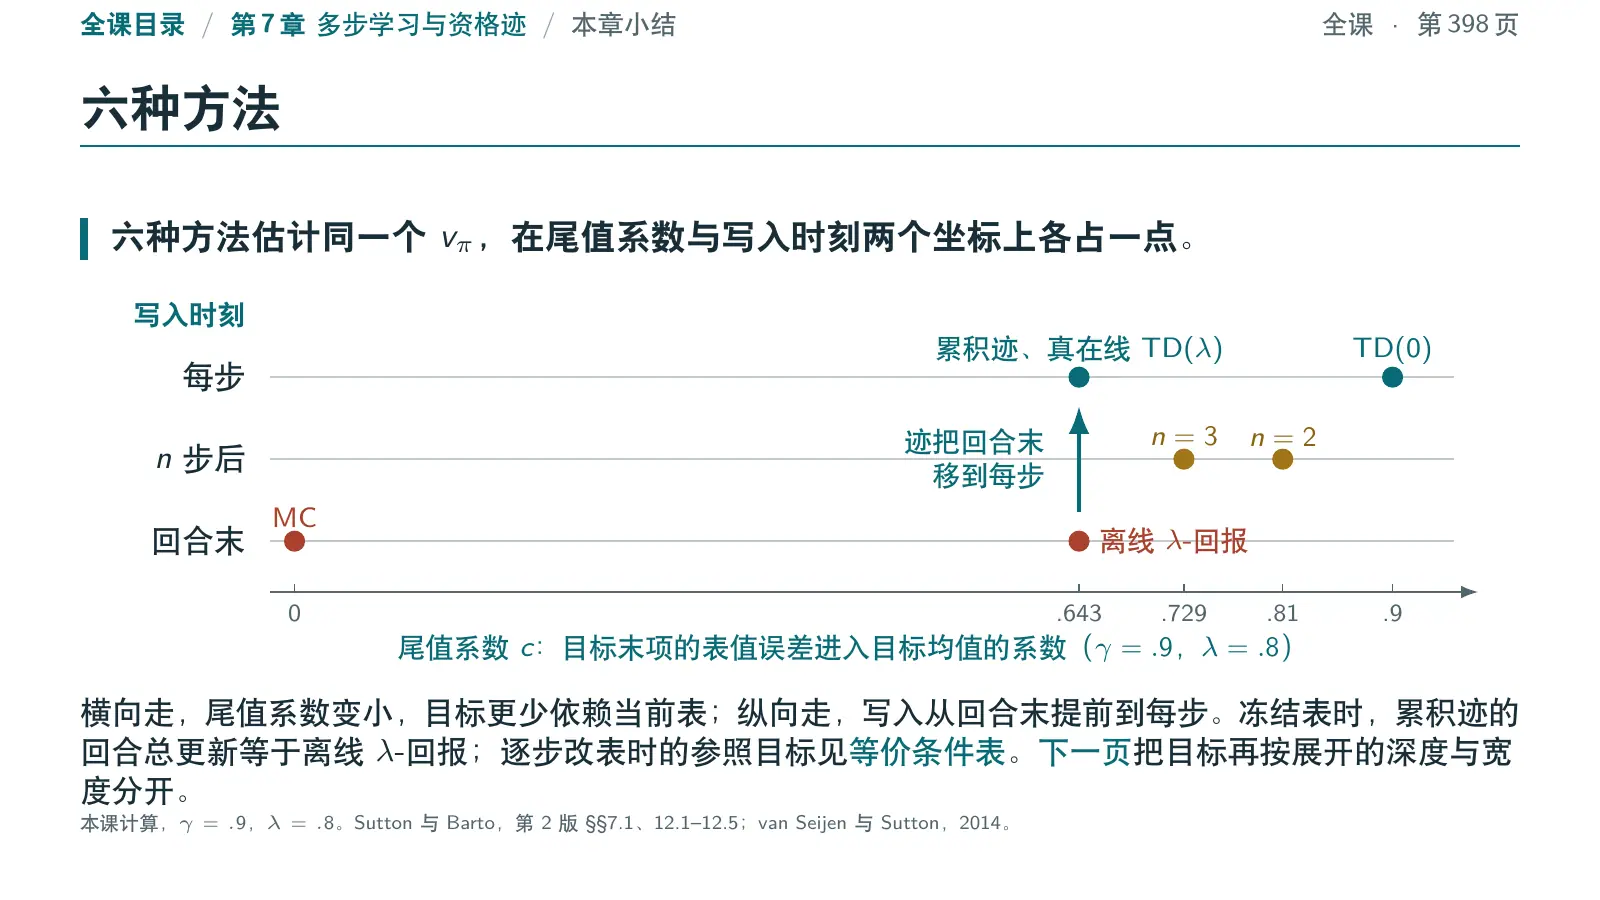 全课目录 / 第 7 章 多步学习与资格迹 / 本章小结
全课 · 第 398 页
六种方法
六种方法估计同一个 vπ，在尾值系数与写入时刻两个坐标上各占一点。
写入时刻
每步
累积迹、真在线 TD(λ)
TD(0)
n 步后
迹把回合末
移到每步
n = 3
n = 2
回合末
MC
离线 λ-回报
0
.643
.729
.81
.9
尾值系数 c：目标末项的表值误差进入目标均值的系数（γ = .9，λ = .8）
横向走，尾值系数变小，目标更少依赖当前表；纵向走，写入从回合末提前到每步。冻结表时，累积迹的
回合总更新等于离线 λ-回报；逐步改表时的参照目标见等价条件表。下一页把目标再按展开的深度与宽
度分开。
本课计算，γ = .9，λ = .8。Sutton 与 Barto，第 2 版 §§7.1、12.1–12.5；van Seijen 与 Sutton，2014。